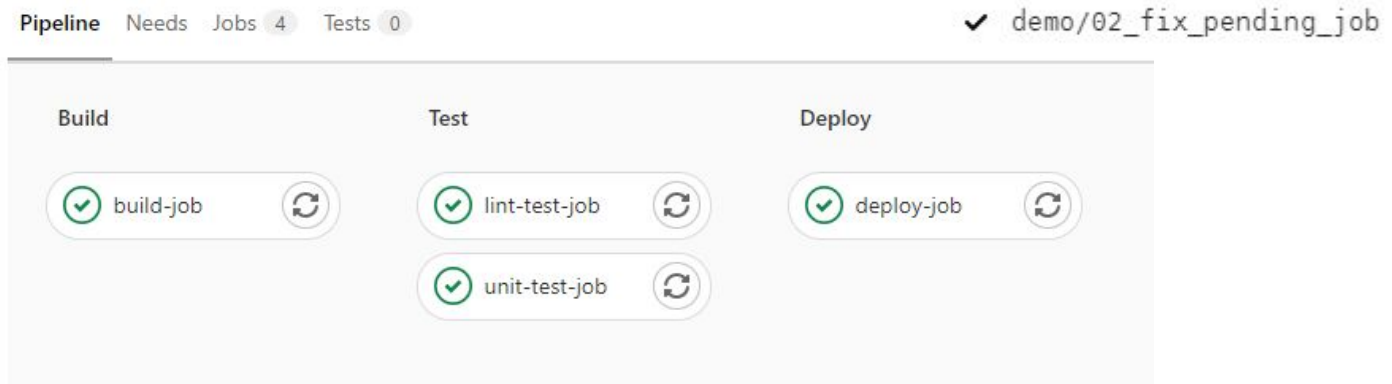 Pipeline Needs Jobs 4 Tests 0
demo/02_fix_pending_job
Build Test Deploy
build-job lint-test-job deploy-job
unit-test-job